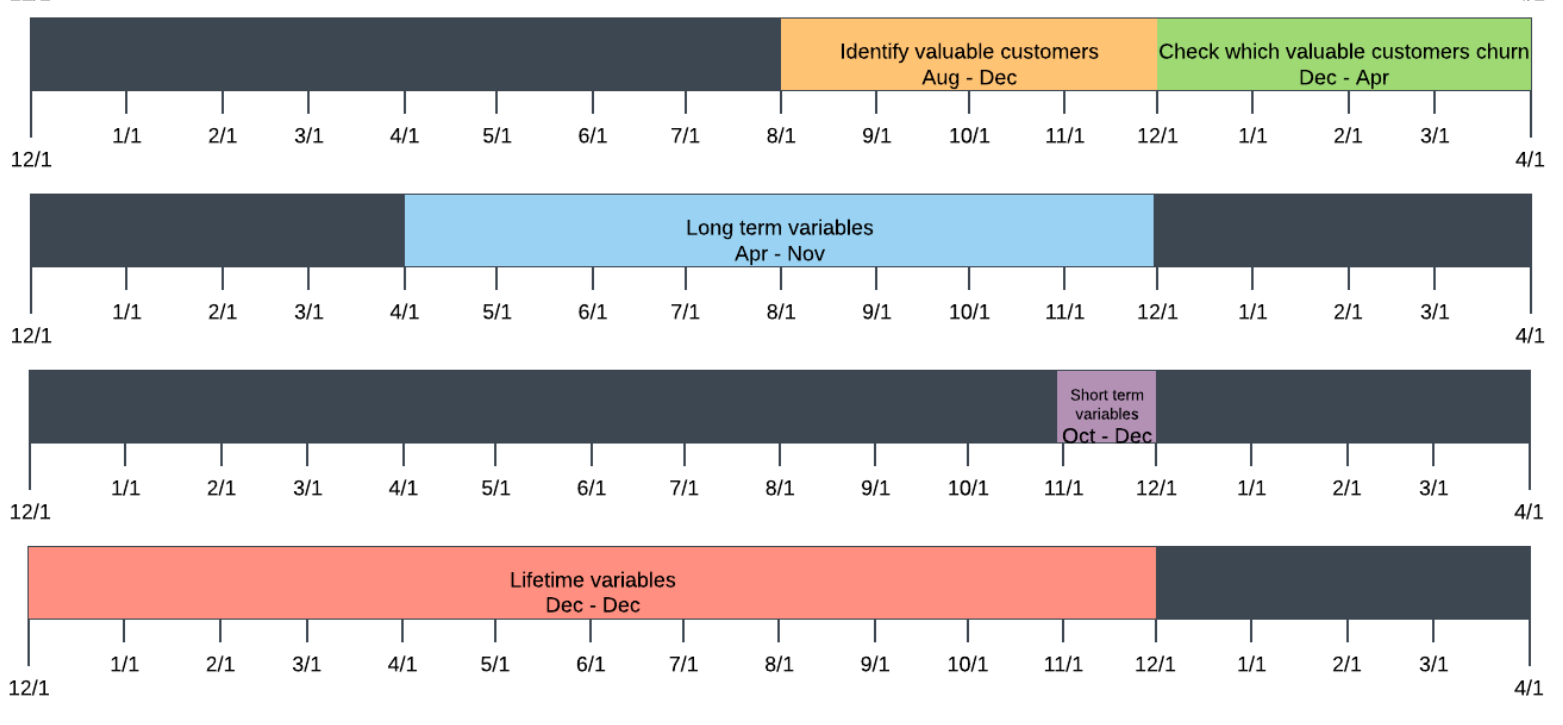 Identify valuable customers Check which valuable customers churn
Aug - Dec Dec - Apr
1/1 2/1 3/1 4/1 5/1 6/1 7/1 8/1 9/1 10/1 11/1 12/1 1/1 2/1 3/1
12/1 4/1
Long term variables
Apr - Nov
1/1 2/1 3/1 4/1 5/1 6/1 7/1 8/1 9/1 10/1 11/1 12/1 1/1 2/1 3/1
12/1 4/1
Short term
variables
Oct - Dec
1/1 2/1 3/1 4/1 5/1 6/1 7/1 8/1 9/1 10/1 11/1 12/1 1/1 2/1 3/1
12/1 4/1
Lifetime variables
Dec - Dec
1/1 2/1 3/1 4/1 5/1 6/1 7/1 8/1 9/1 10/1 11/1 12/1 1/1 2/1 3/1
12/1 4/1